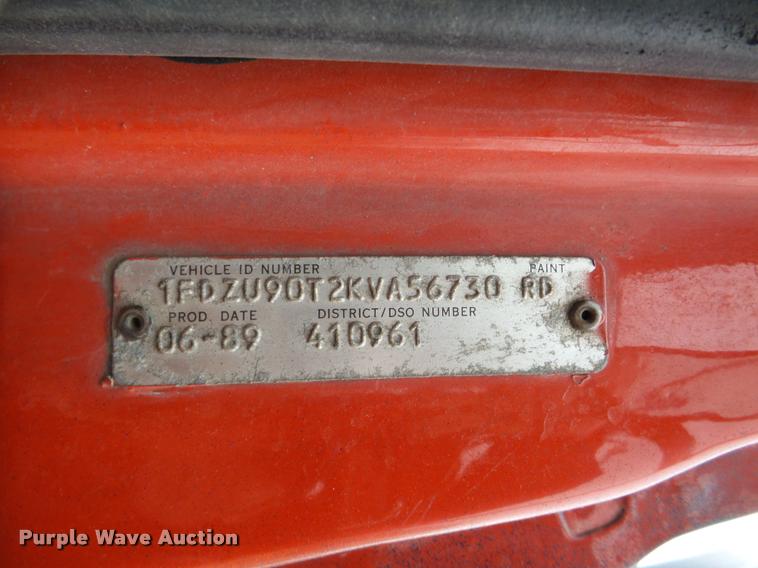 VEHICLE ID NUMBER PAINT
1FDZU90T2KVA56730 RD
PROD. DATE DISTRICT/DSO NUMBER
06-89 410961
Purple Wave Auction